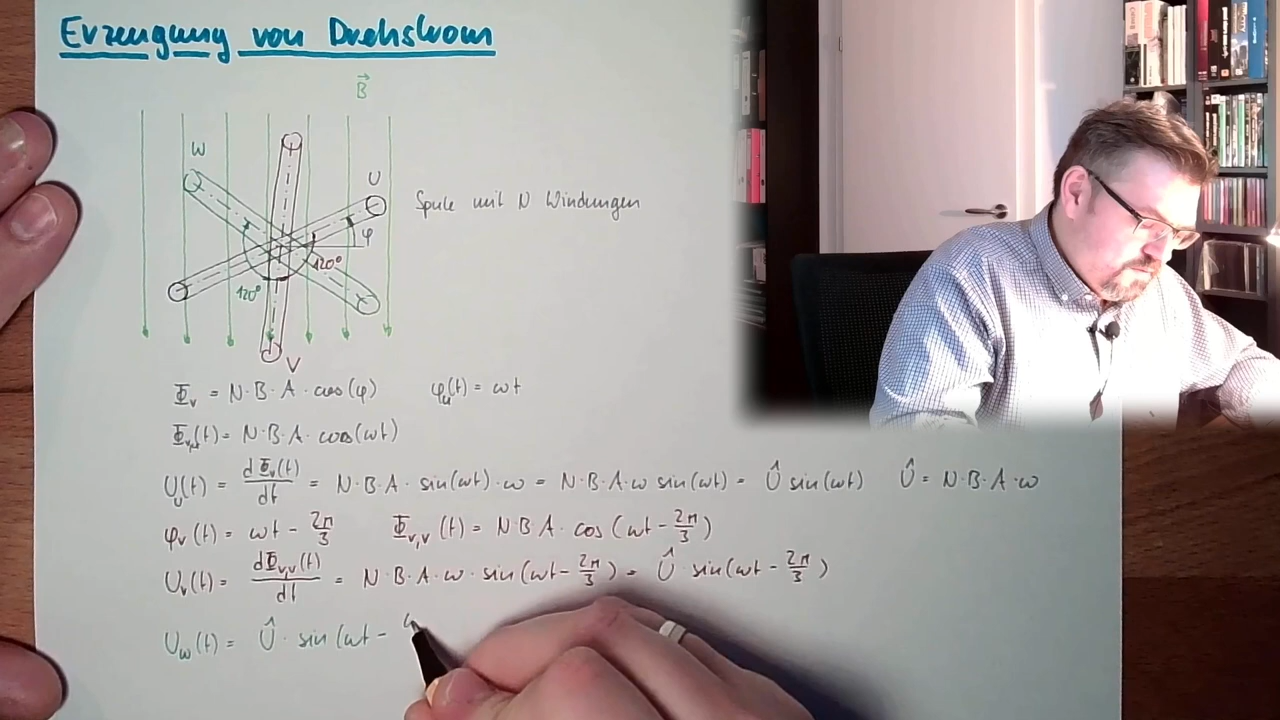 Erzeugung von Drehstrom
B⃗
W
U
Spule mit N Windungen
φ
120°
120°
V
Φ_v = N·B·A·cos(φ) φ_u(t) = ωt
Φ_v,u(t) = N·B·A·cos(ωt)
U_u(t) = dΦ_v(t)/dt = N·B·A·sin(ωt)·ω = N·B·A·ω sin(ωt) = Û sin(ωt) Û = N·B·A·ω
φ_v(t) = ωt - 2π/3 Φ_v,v(t) = N·B·A·cos(ωt - 2π/3)
U_v(t) = dΦ_v,v(t)/dt = N·B·A·ω·sin(ωt - 2π/3) = Û·sin(ωt - 2π/3)
U_w(t) = Û·sin(ωt -